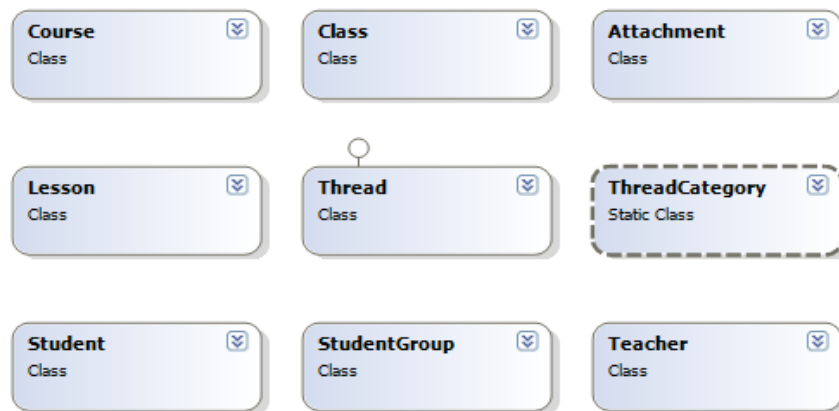 Course
Class
Class
Class
Attachment
Class
Lesson
Class
Thread
Class
ThreadCategory
Static Class
Student
Class
StudentGroup
Class
Teacher
Class